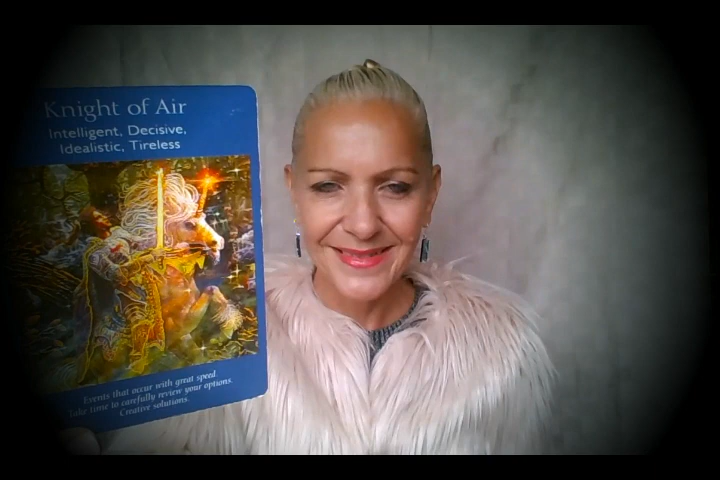 Knight of Air
Intelligent, Decisive,
Idealistic, Tireless
Events that occur with great speed.
Take time to carefully review your options.
Creative solutions.